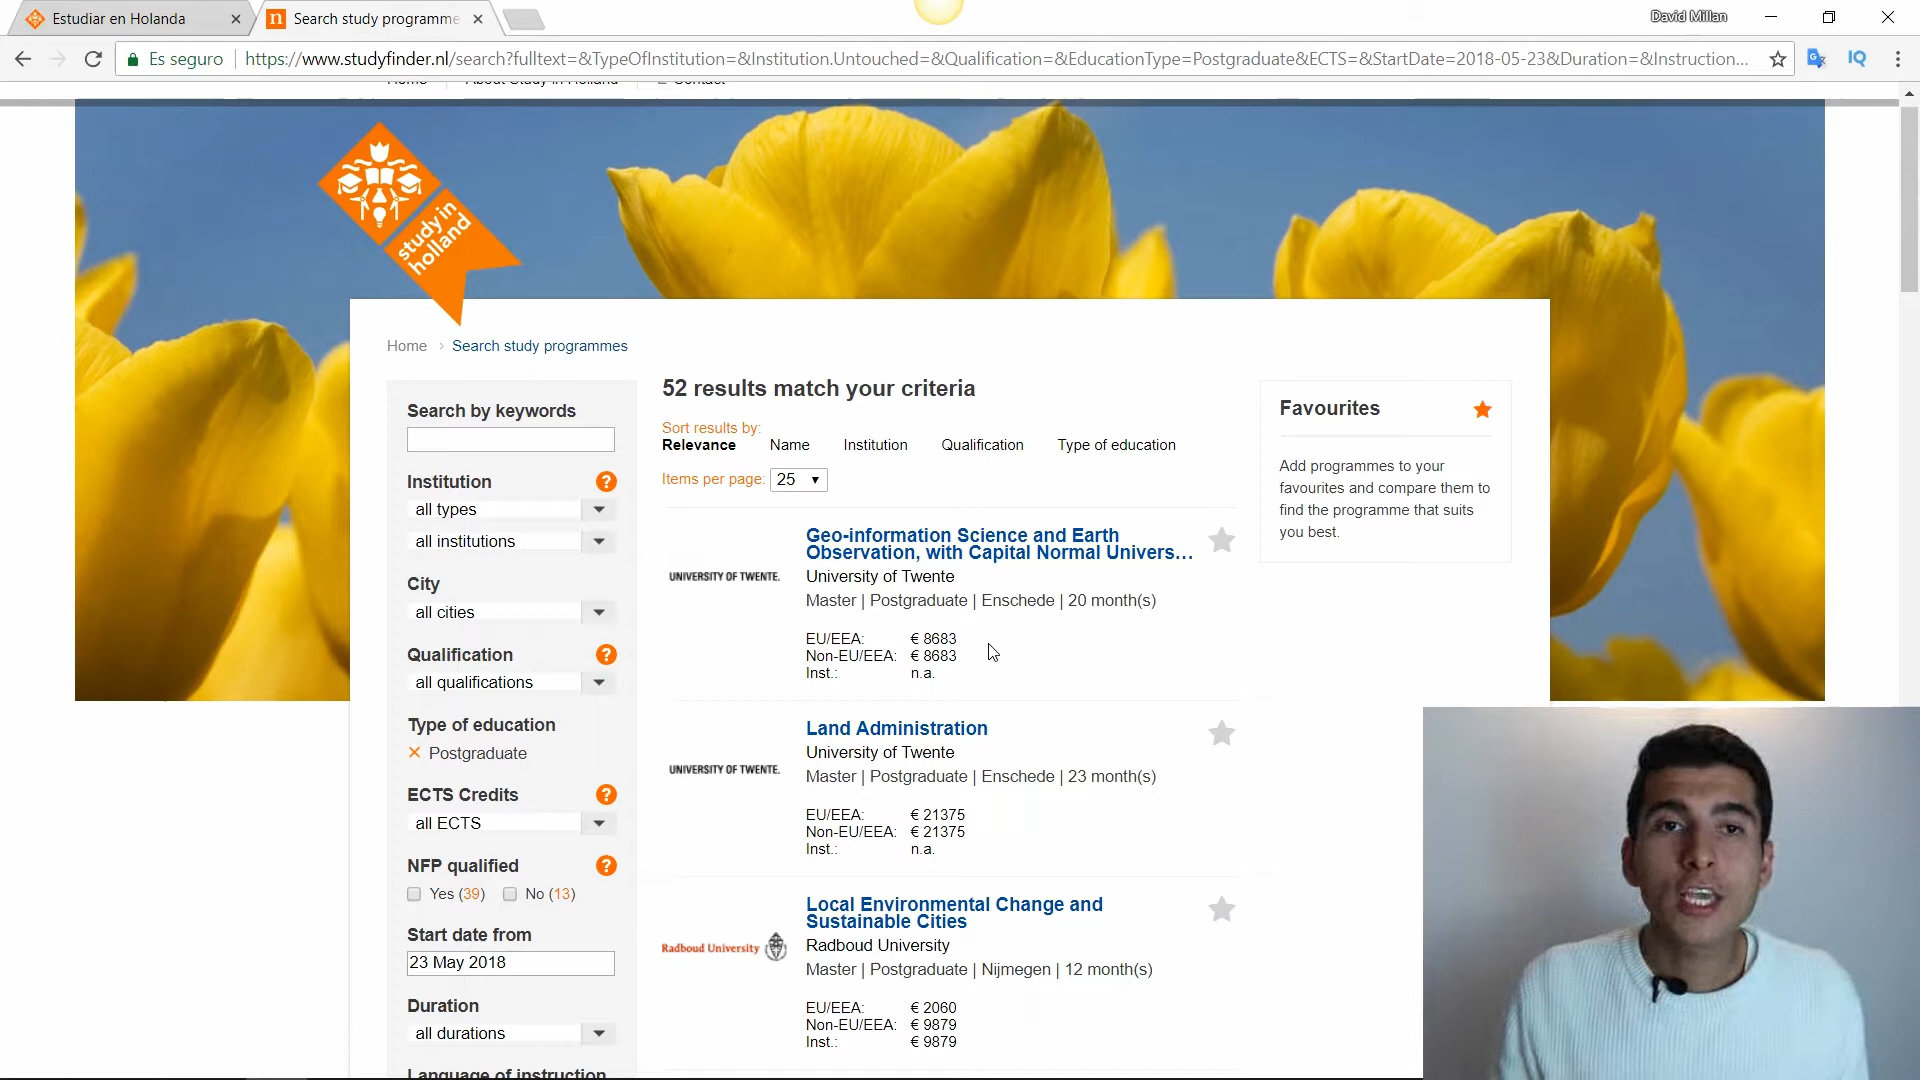 Estudiar en Holanda
Search study programme
David Millan
Es seguro
https://www.studyfinder.nl/search?fulltext=&TypeOfInstitution=&Institution.Untouched=&Qualification=&EducationType=Postgraduate&ECTS=&StartDate=2018-05-23&Duration=&Instruction...
Home
About Study in Holland
Contact
study in
holland
Home
Search study programmes
52 results match your criteria
Sort results by:
Relevance Name Institution Qualification Type of education
Items per page: 25
Search by keywords
Institution
all types
all institutions
City
all cities
Qualification
all qualifications
Type of education
Postgraduate
ECTS Credits
all ECTS
NFP qualified
Yes (39) No (13)
Start date from
23 May 2018
Duration
all durations
Language of instruction
UNIVERSITY OF TWENTE.
Geo-information Science and Earth
Observation, with Capital Normal Univers...
University of Twente
Master | Postgraduate | Enschede | 20 month(s)
EU/EEA: € 8683
Non-EU/EEA: € 8683
Inst.: n.a.
UNIVERSITY OF TWENTE.
Land Administration
University of Twente
Master | Postgraduate | Enschede | 23 month(s)
EU/EEA: € 21375
Non-EU/EEA: € 21375
Inst.: n.a.
Radboud University
Local Environmental Change and
Sustainable Cities
Radboud University
Master | Postgraduate | Nijmegen | 12 month(s)
EU/EEA: € 2060
Non-EU/EEA: € 9879
Inst.: € 9879
Favourites
Add programmes to your
favourites and compare them to
find the programme that suits
you best.